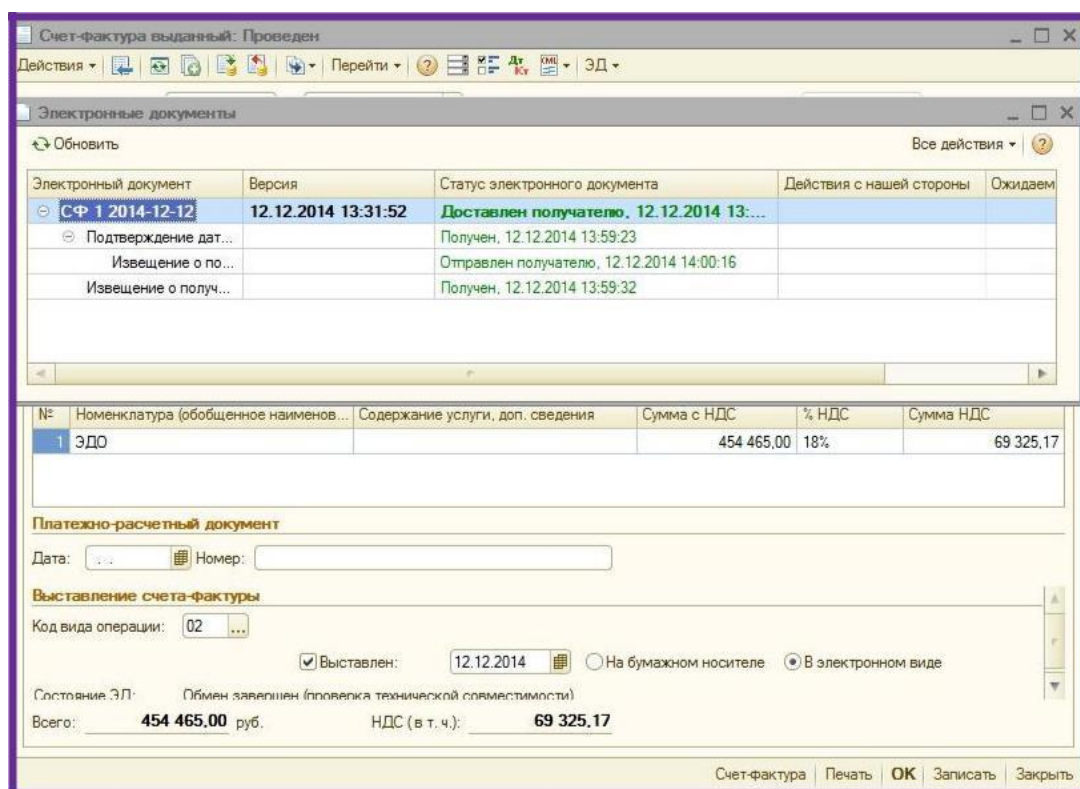 Счет-фактура выданный: Проведен
Действия Перейти Дт Кт XML ЭД
Электронные документы
Обновить Все действия
Электронный документ Версия Статус электронного документа Действия с нашей стороны Ожидаем
СФ 1 2014-12-12 12.12.2014 13:31:52 Доставлен получателю, 12.12.2014 13:...
Подтверждение дат... Получен, 12.12.2014 13:59:23
Извещение о по... Отправлен получателю, 12.12.2014 14:00:16
Извещение о получ... Получен, 12.12.2014 13:59:32
№ Номенклатура (обобщенное наименов... Содержание услуги, доп. сведения Сумма с НДС % НДС Сумма НДС
1 ЭДО 454 465,00 18% 69 325,17
Платежно-расчетный документ
Дата: . . Номер:
Выставление счета-фактуры
Код вида операции: 02 ...
Выставлен: 12.12.2014 На бумажном носителе В электронном виде
Состояние ЭД: Обмен завершен (проверка технической совместимости)
Всего: 454 465,00 руб. НДС (в т. ч.): 69 325,17
Счет-фактура Печать OK Записать Закрыть